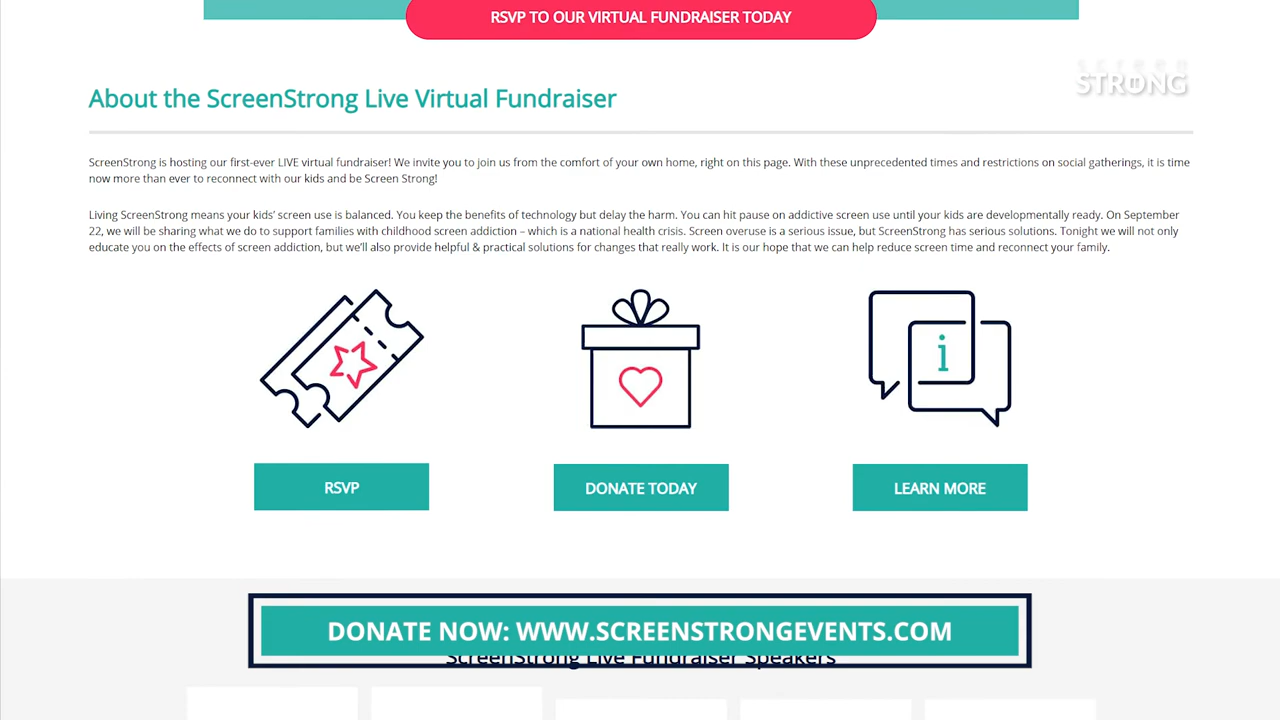 RSVP TO OUR VIRTUAL FUNDRAISER TODAY
SCREEN
STRONG
About the ScreenStrong Live Virtual Fundraiser
ScreenStrong is hosting our first-ever LIVE virtual fundraiser! We invite you to join us from the comfort of your own home, right on this page. With these unprecedented times and restrictions on social gatherings, it is time
now more than ever to reconnect with our kids and be Screen Strong!
Living ScreenStrong means your kids’ screen use is balanced. You keep the benefits of technology but delay the harm. You can hit pause on addictive screen use until your kids are developmentally ready. On September
22, we will be sharing what we do to support families with childhood screen addiction – which is a national health crisis. Screen overuse is a serious issue, but ScreenStrong has serious solutions. Tonight we will not only
educate you on the effects of screen addiction, but we’ll also provide helpful & practical solutions for changes that really work. It is our hope that we can help reduce screen time and reconnect your family.
i
RSVP
DONATE TODAY
LEARN MORE
DONATE NOW: WWW.SCREENSTRONGEVENTS.COM
ScreenStrong Live Fundraiser Speakers